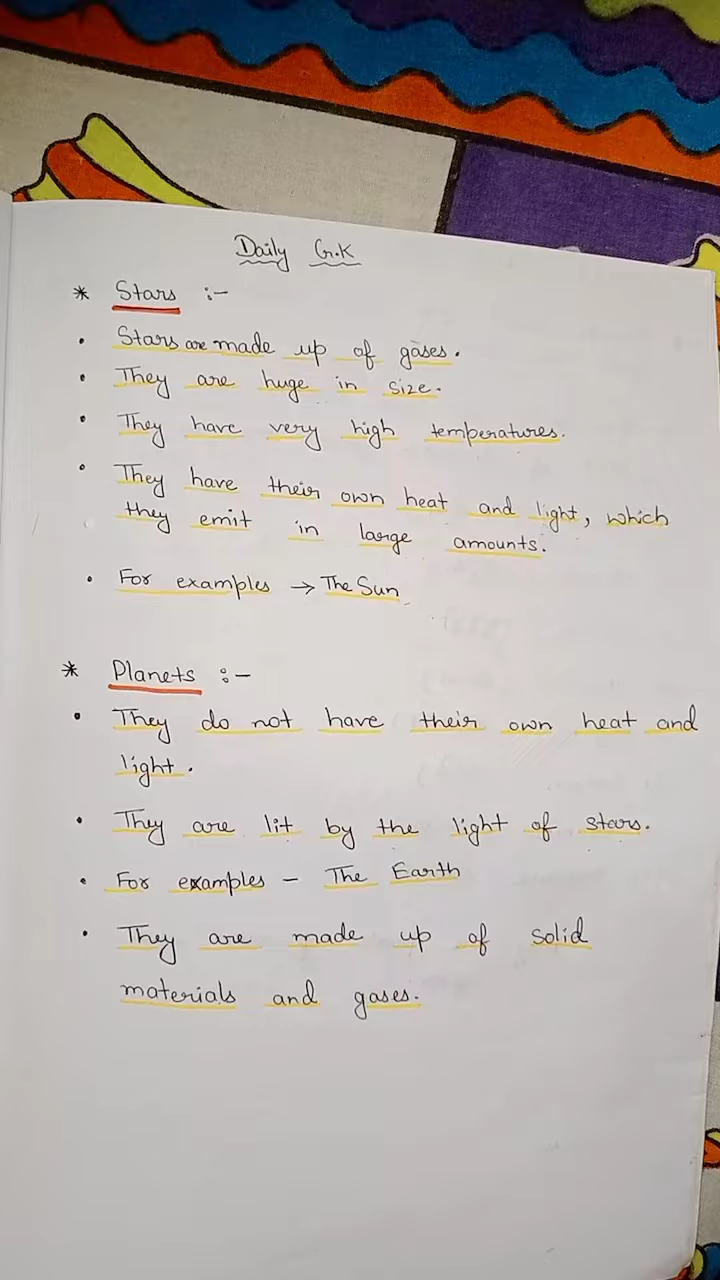 Daily G.K
* Stars :-
• Stars are made up of gases.
• They are huge in size.
• They have very high temperatures.
• They have their own heat and light, which
they emit in large amounts.
• For examples → The Sun
* Planets :-
• They do not have their own heat and
light.
• They are lit by the light of stars.
• For examples - The Earth
• They are made up of solid
materials and gases.